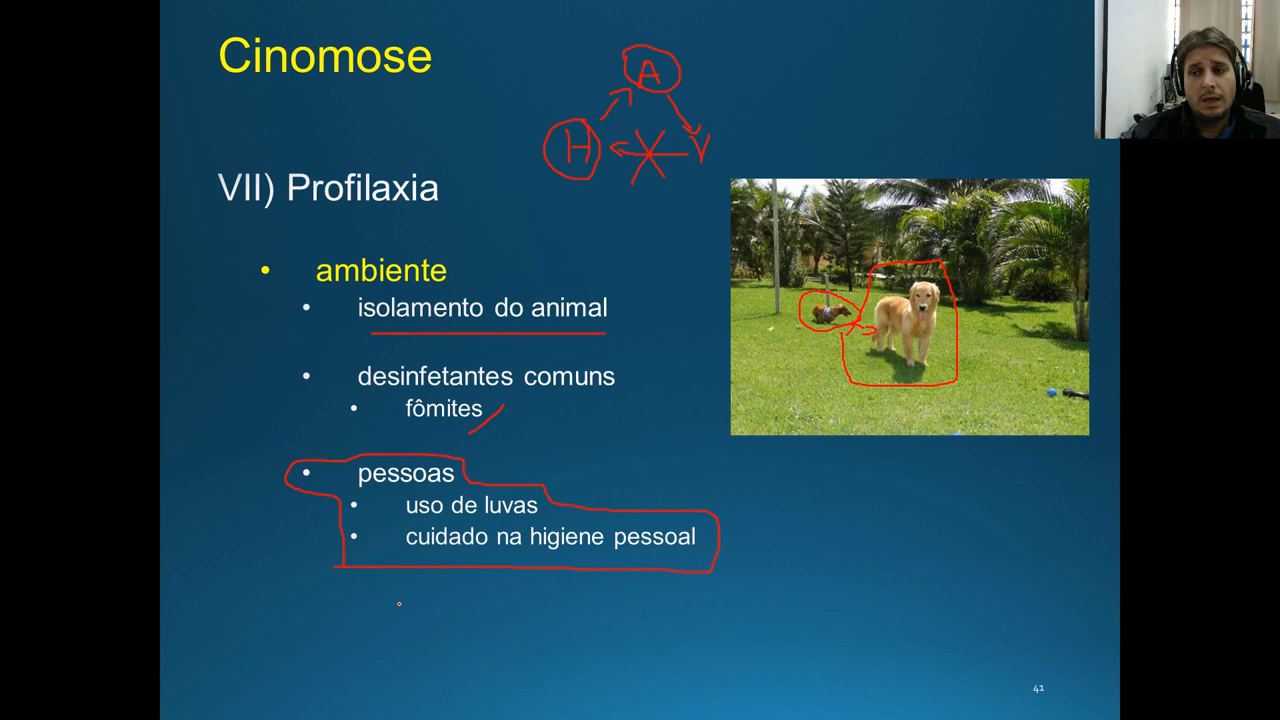 Cinomose
A
H
V
VII) Profilaxia
• ambiente
• isolamento do animal
• desinfetantes comuns
• fômites
• pessoas
• uso de luvas
• cuidado na higiene pessoal
41